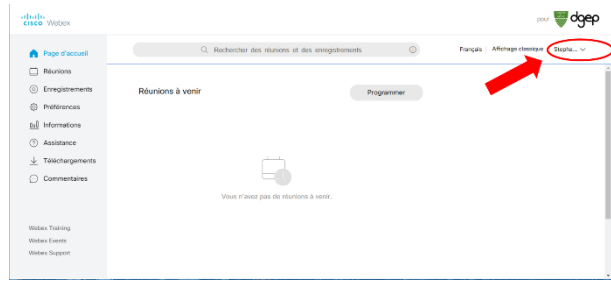 cisco Webex
pour dgep
Page d'accueil
Rechercher des réunions et des enregistrements
Français
Affichage classique
Stepha...
Réunions
Enregistrements
Préférences
Informations
Assistance
Téléchargements
Commentaires
Réunions à venir
Programmer
Vous n'avez pas de réunions à venir.
Webex Training
Webex Events
Webex Support